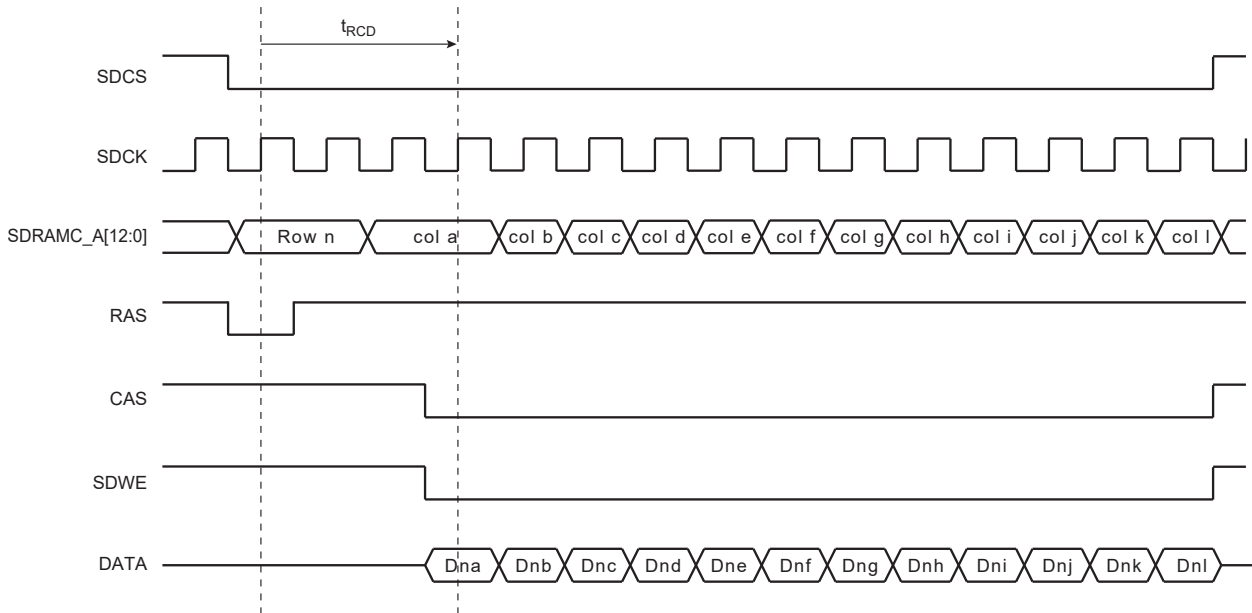 tRCD
SDCS
SDCK
SDRAMC_A[12:0] Row n col a col b col c col d col e col f col g col h col i col j col k col l
RAS
CAS
SDWE
DATA Dna Dnb Dnc Dnd Dne Dnf Dng Dnh Dni Dnj Dnk Dnl